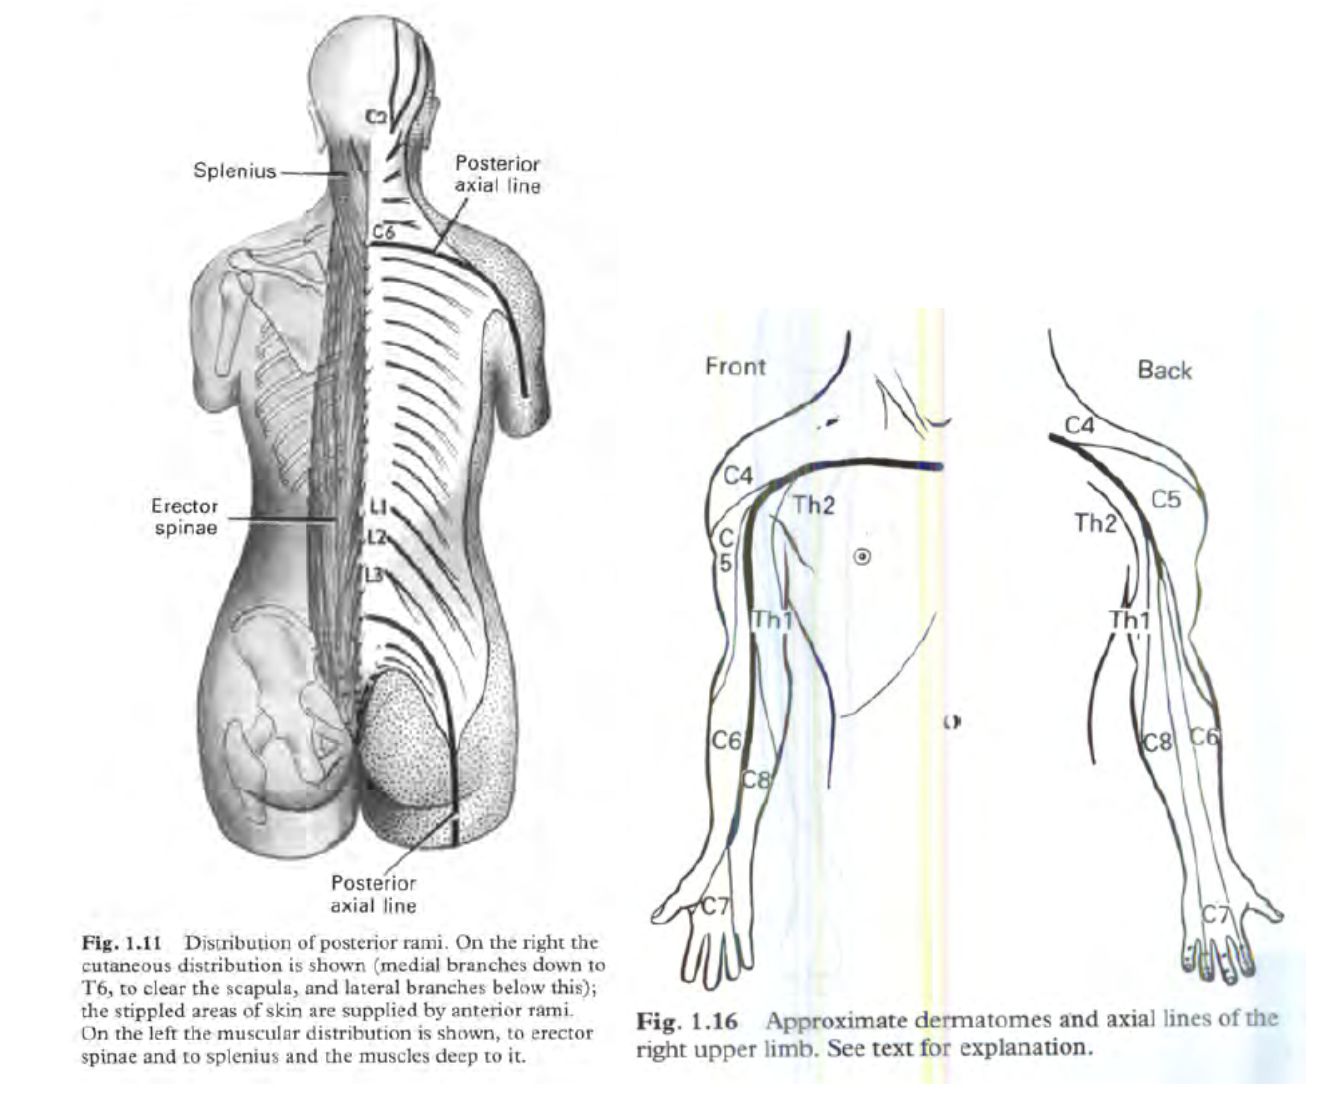 C2
Splenius
Posterior
axial line
C6
Erector
spinae
L1
L2
L3
Posterior
axial line
Fig. 1.11 Distribution of posterior rami. On the right the
cutaneous distribution is shown (medial branches down to
T6, to clear the scapula, and lateral branches below this);
the stippled areas of skin are supplied by anterior rami.
On the left the muscular distribution is shown, to erector
spinae and to splenius and the muscles deep to it.
Front
C4
Th2
C
5
Th1
C6
C8
C7
Back
C4
C5
Th2
Th1
C8
C6
C7
Fig. 1.16 Approximate dermatomes and axial lines of the
right upper limb. See text for explanation.